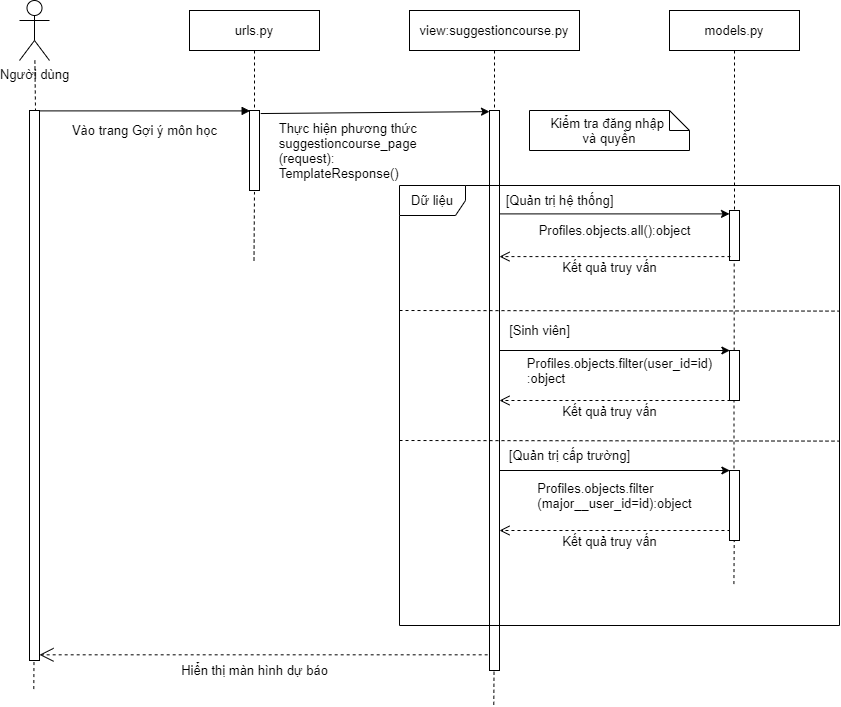 urls.py
view:suggestioncourse.py
models.py
Người dùng
Vào trang Gợi ý môn học
Thực hiện phương thức
suggestioncourse_page
(request):
TemplateResponse()
Kiểm tra đăng nhập
và quyền
Dữ liệu
[Quản trị hệ thống]
Profiles.objects.all():object
Kết quả truy vấn
[Sinh viên]
Profiles.objects.filter(user_id=id)
:object
Kết quả truy vấn
[Quản trị cấp trường]
Profiles.objects.filter
(major__user_id=id):object
Kết quả truy vấn
Hiển thị màn hình dự báo